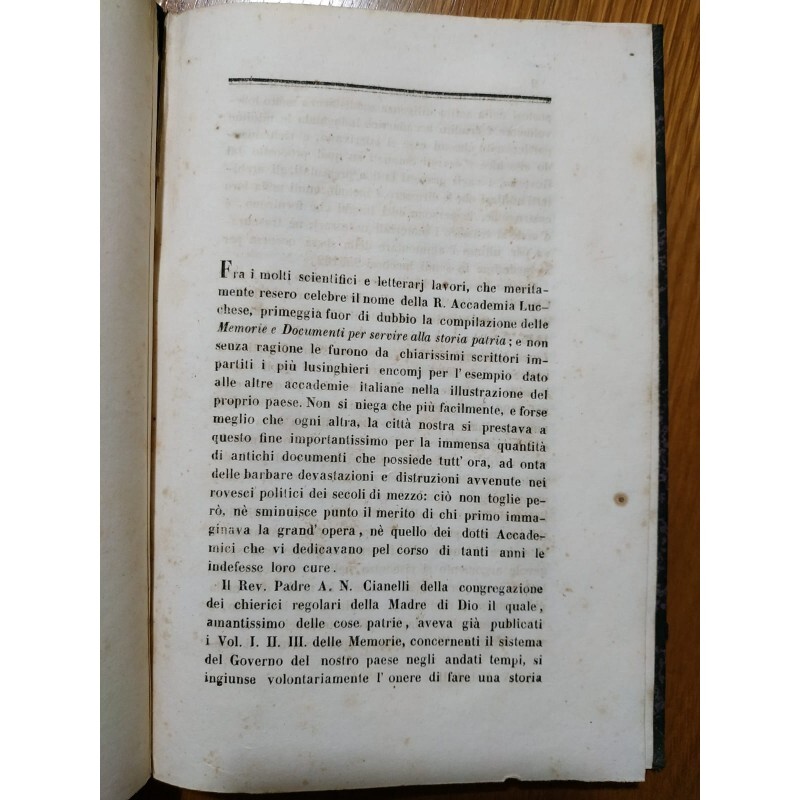 Fra i molti scientifici e letterarj lavori, che merita-
mente resero celebre il nome della R. Accademia Luc-
chese, primeggia fuor di dubbio la compilazione delle
Memorie e Documenti per servire alla storia patria; e non
senza ragione le furono da chiarissimi scrittori im-
partiti i più lusinghieri encomj per l'esempio dato
alle altre accademie italiane nella illustrazione del
proprio paese. Non si niega che più facilmente, e forse
meglio che ogni altra, la città nostra si prestava a
questo fine importantissimo per la immensa quantità
di antichi documenti che possiede tutt' ora, ad onta
delle barbare devastazioni e distruzioni avvenute nei
rovesci politici dei secoli di mezzo: ciò non toglie pe-
rò, nè sminuisce punto il merito di chi primo imma-
ginava la grand' opera, nè quello dei dotti Accade-
mici che vi dedicavano pel corso di tanti anni le
indefesse loro cure.
Il Rev. Padre A. N. Cianelli della congregazione
dei chierici regolari della Madre di Dio il quale,
amantissimo delle cose patrie, aveva già publicati
i Vol. I. II. III. delle Memorie, concernenti il sistema
del Governo del nostro paese negli andati tempi, si
ingiunse volontariamente l' onere di fare una storia